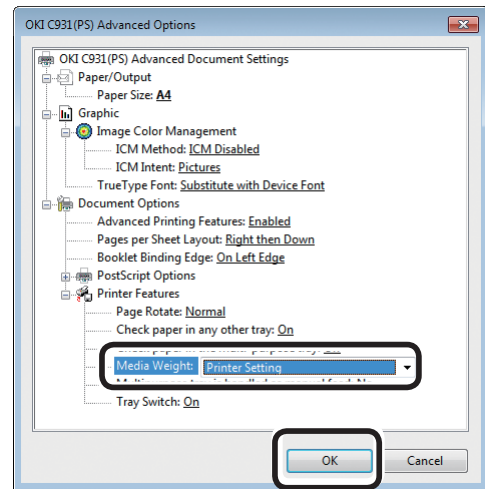 OKI C931(PS) Advanced Options
OKI C931(PS) Advanced Document Settings
Paper/Output
Paper Size: A4
Graphic
Image Color Management
ICM Method: ICM Disabled
ICM Intent: Pictures
TrueType Font: Substitute with Device Font
Document Options
Advanced Printing Features: Enabled
Pages per Sheet Layout: Right then Down
Booklet Binding Edge: On Left Edge
PostScript Options
Printer Features
Page Rotate: Normal
Check paper in any other tray: On
Media Weight: Printer Setting
Tray Switch: On
OK Cancel